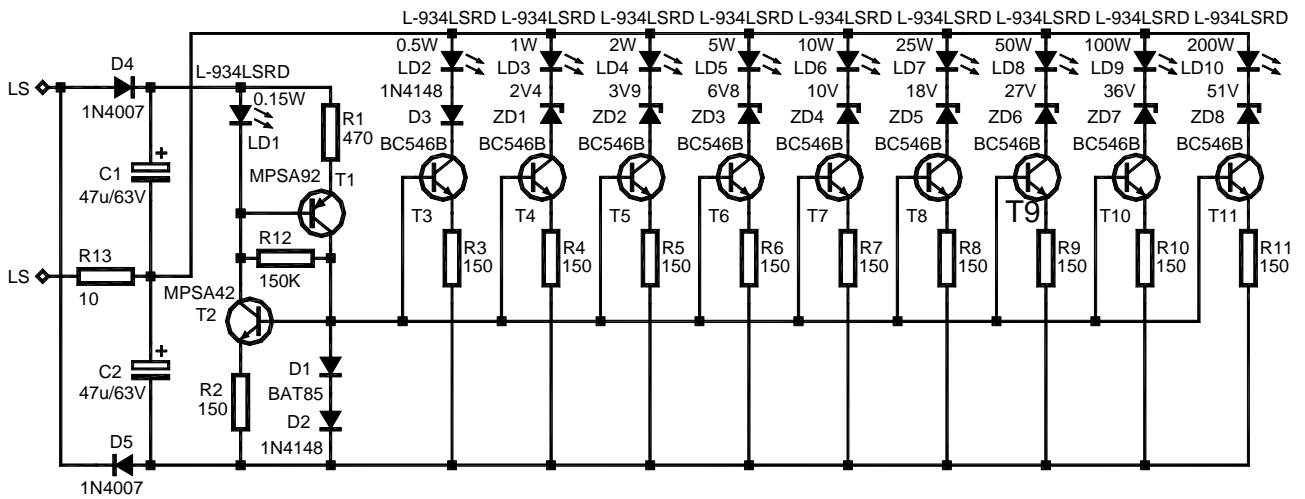 L-934LSRD L-934LSRD L-934LSRD L-934LSRD L-934LSRD L-934LSRD L-934LSRD L-934LSRD L-934LSRD
0.5W 1W 2W 5W 10W 25W 50W 100W 200W
D4 LD2 LD3 LD4 LD5 LD6 LD7 LD8 LD9 LD10
L-934LSRD
LS
1N4007 0.15W 1N4148 2V4 3V9 6V8 10V 18V 27V 36V 51V
R1 D3 ZD1 ZD2 ZD3 ZD4 ZD5 ZD6 ZD7 ZD8
470
LD1 BC546B BC546B BC546B BC546B BC546B BC546B BC546B BC546B BC546B
+
C1 MPSA92 T1
47u/63V
T3 T4 T5 T6 T7 T8 T9 T10 T11
R13 R12 R3 R4 R5 R6 R7 R8 R9 R10 R11
LS 150 150 150 150 150 150 150 150 150
10 150K
MPSA42
T2
+
C2 D1
47u/63V R2 BAT85
150
D2
D5 1N4148
1N4007